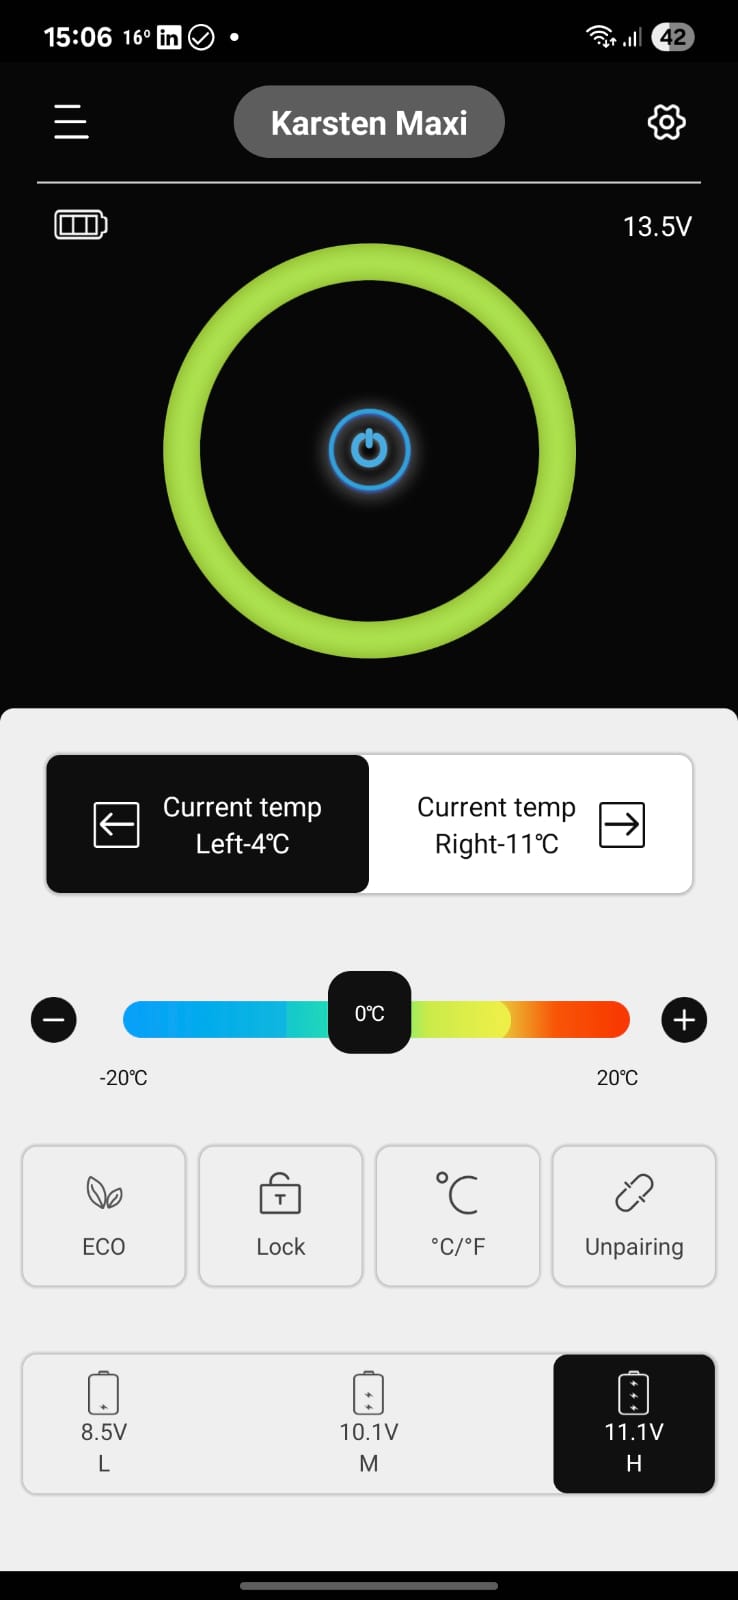 15:06 16° in 42
Karsten Maxi
13.5V
Current temp
Left-4℃
Current temp
Right-11℃
0℃
-20℃ 20℃
ECO Lock °C/°F Unpairing
8.5V 10.1V 11.1V
L M H